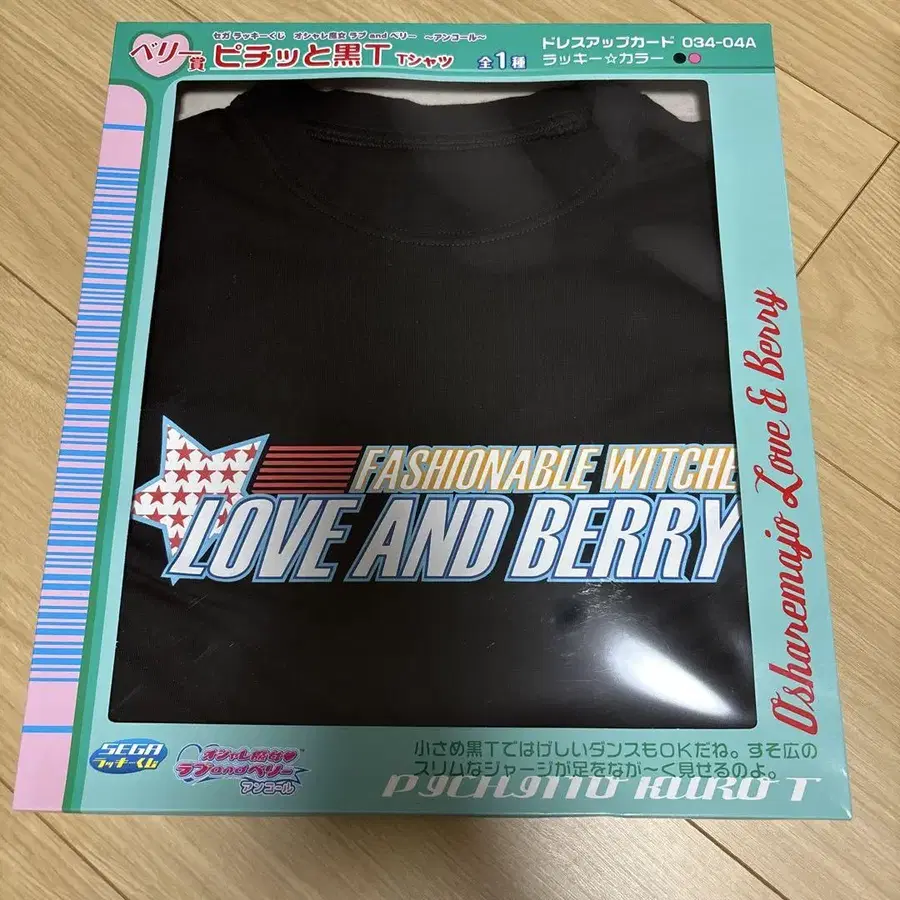 セガ ラッキーくじ オシャレ魔女 ラブ and ベリー 〜アンコール〜
ベリー賞
ピチッと黒T Tシャツ 全1種
ドレスアップカード 034-04A
ラッキー☆カラー
FASHIONABLE WITCHE
LOVE AND BERRY
Osharemajo Love & Berry
SEGA
ラッキーくじ
オシャレ魔女
ラブandベリー
アンコール
小さめ黒TではげしいダンスもOKだね。すそ広の
スリムなジャージが足をなが〜く見せるのよ。
PICHITTO KURO T